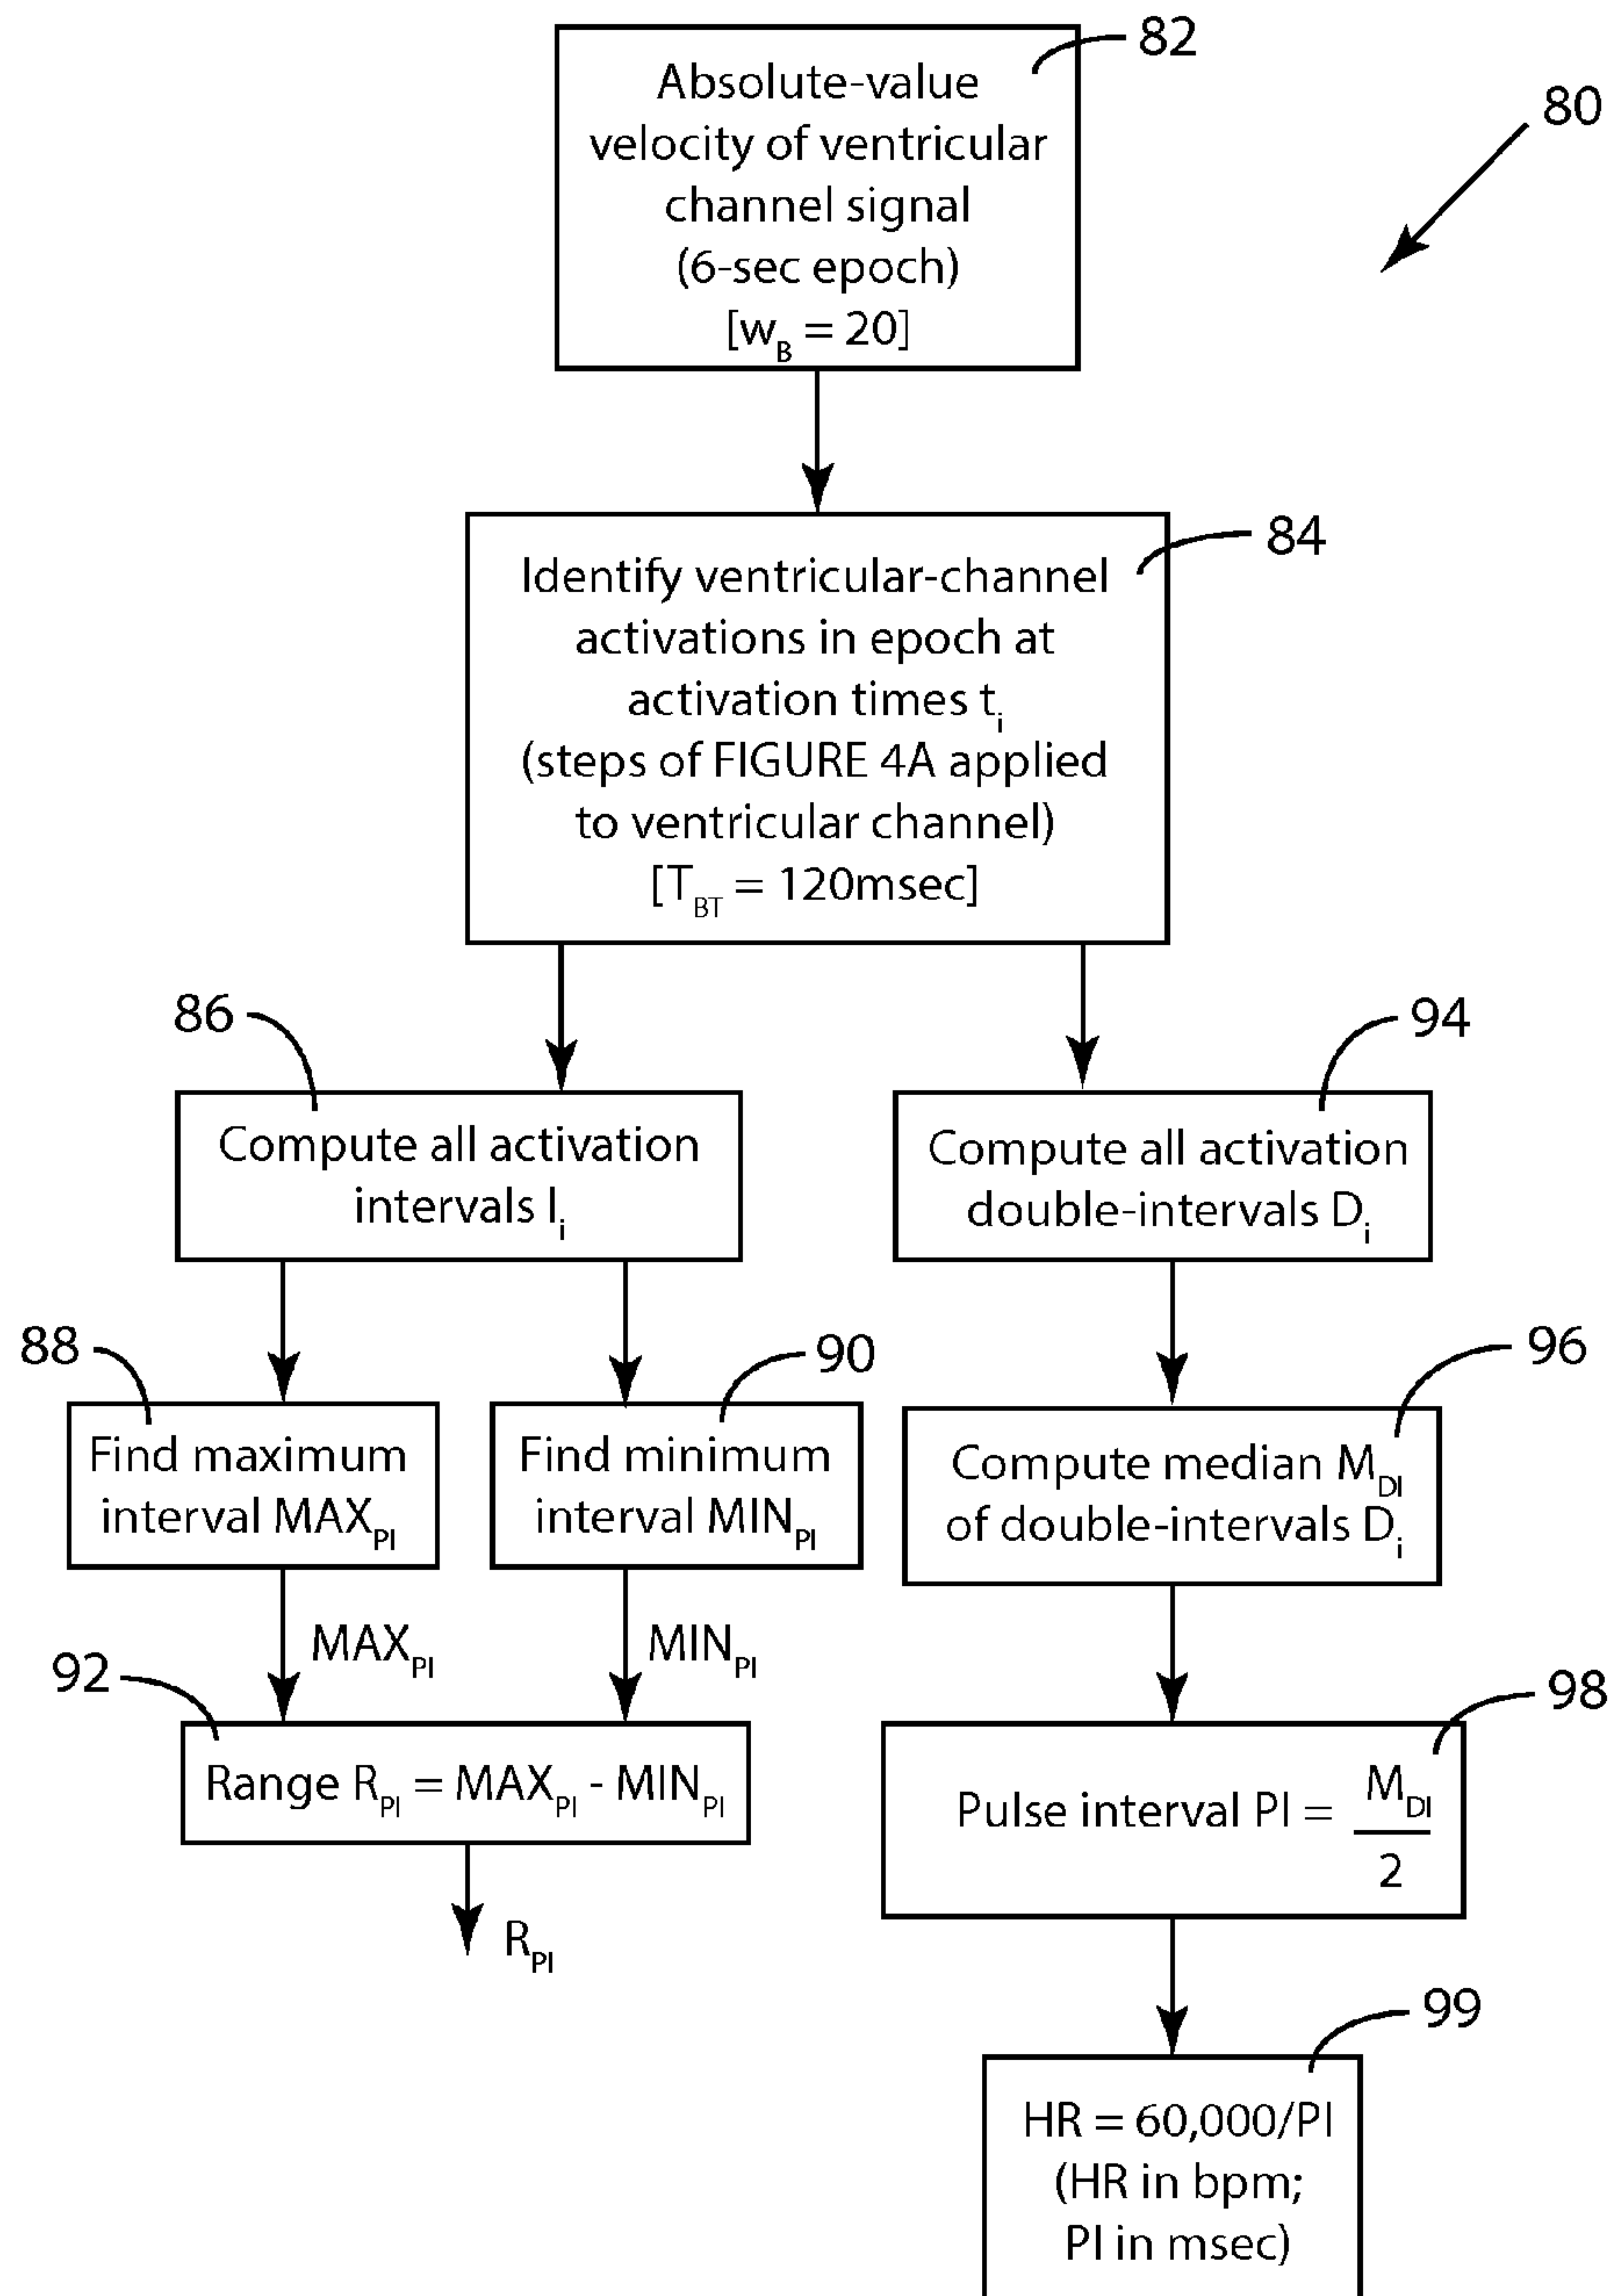 82
80
Absolute-value
velocity of ventricular
channel signal
(6-sec epoch)
[w_B = 20]
84
Identify ventricular-channel
activations in epoch at
activation times t_i
(steps of FIGURE 4A applied
to ventricular channel)
[T_BT = 120msec]
86
Compute all activation
intervals I_i
94
Compute all activation
double-intervals D_i
88
Find maximum
interval MAX_PI
90
Find minimum
interval MIN_PI
96
Compute median M_DI
of double-intervals D_i
MAX_PI
MIN_PI
92
Range R_PI = MAX_PI - MIN_PI
R_PI
98
Pulse interval PI = M_DI
2
99
HR = 60,000/PI
(HR in bpm;
PI in msec)